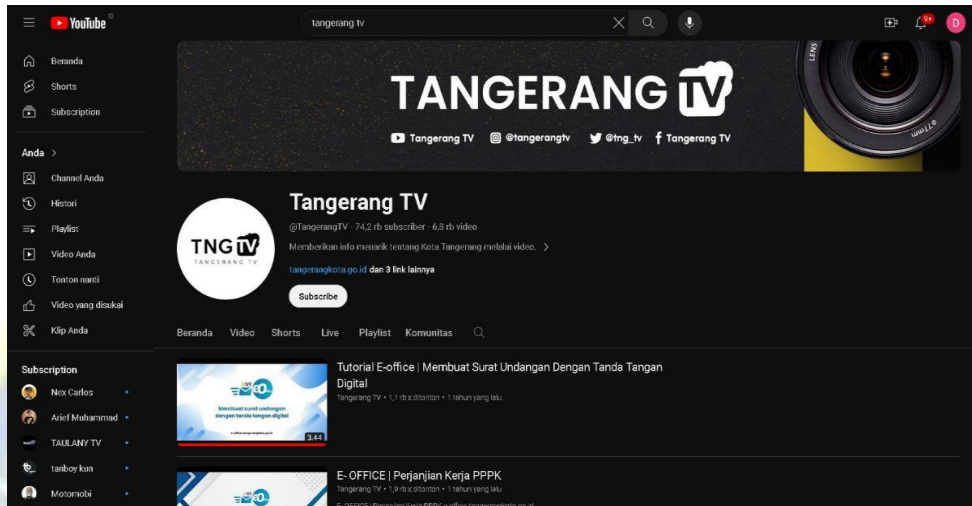 YouTube
ID
tangerang tv
9+
D
Beranda
Shorts
Subscription
Anda
Channel Anda
Histori
Playlist
Video Anda
Tonton nanti
Video yang disukai
Klip Anda
Subscription
Nex Carlos
Arief Muhammad
TAULANY TV
tanboy kun
Motomobi
TANGERANG TV
Tangerang TV @tangerangtv @tng_tv Tangerang TV
LENS
ø77mm
TNG TV
TANGERANG TV
Tangerang TV
@TangerangTV · 74,2 rb subscriber · 6,8 rb video
Memberikan info menarik tentang Kota Tangerang melalui video.
tangerangkota.go.id dan 3 link lainnya
Subscribe
Beranda Video Shorts Live Playlist Komunitas
LIVE
Membuat surat undangan
dengan tanda tangan digital
3.44
Tutorial E-office | Membuat Surat Undangan Dengan Tanda Tangan
Digital
Tangerang TV • 1,1 rb x ditonton • 1 tahun yang lalu
E- OFFICE | Perjanjian Kerja PPPK
Tangerang TV • 1,9 rb x ditonton • 1 tahun yang lalu